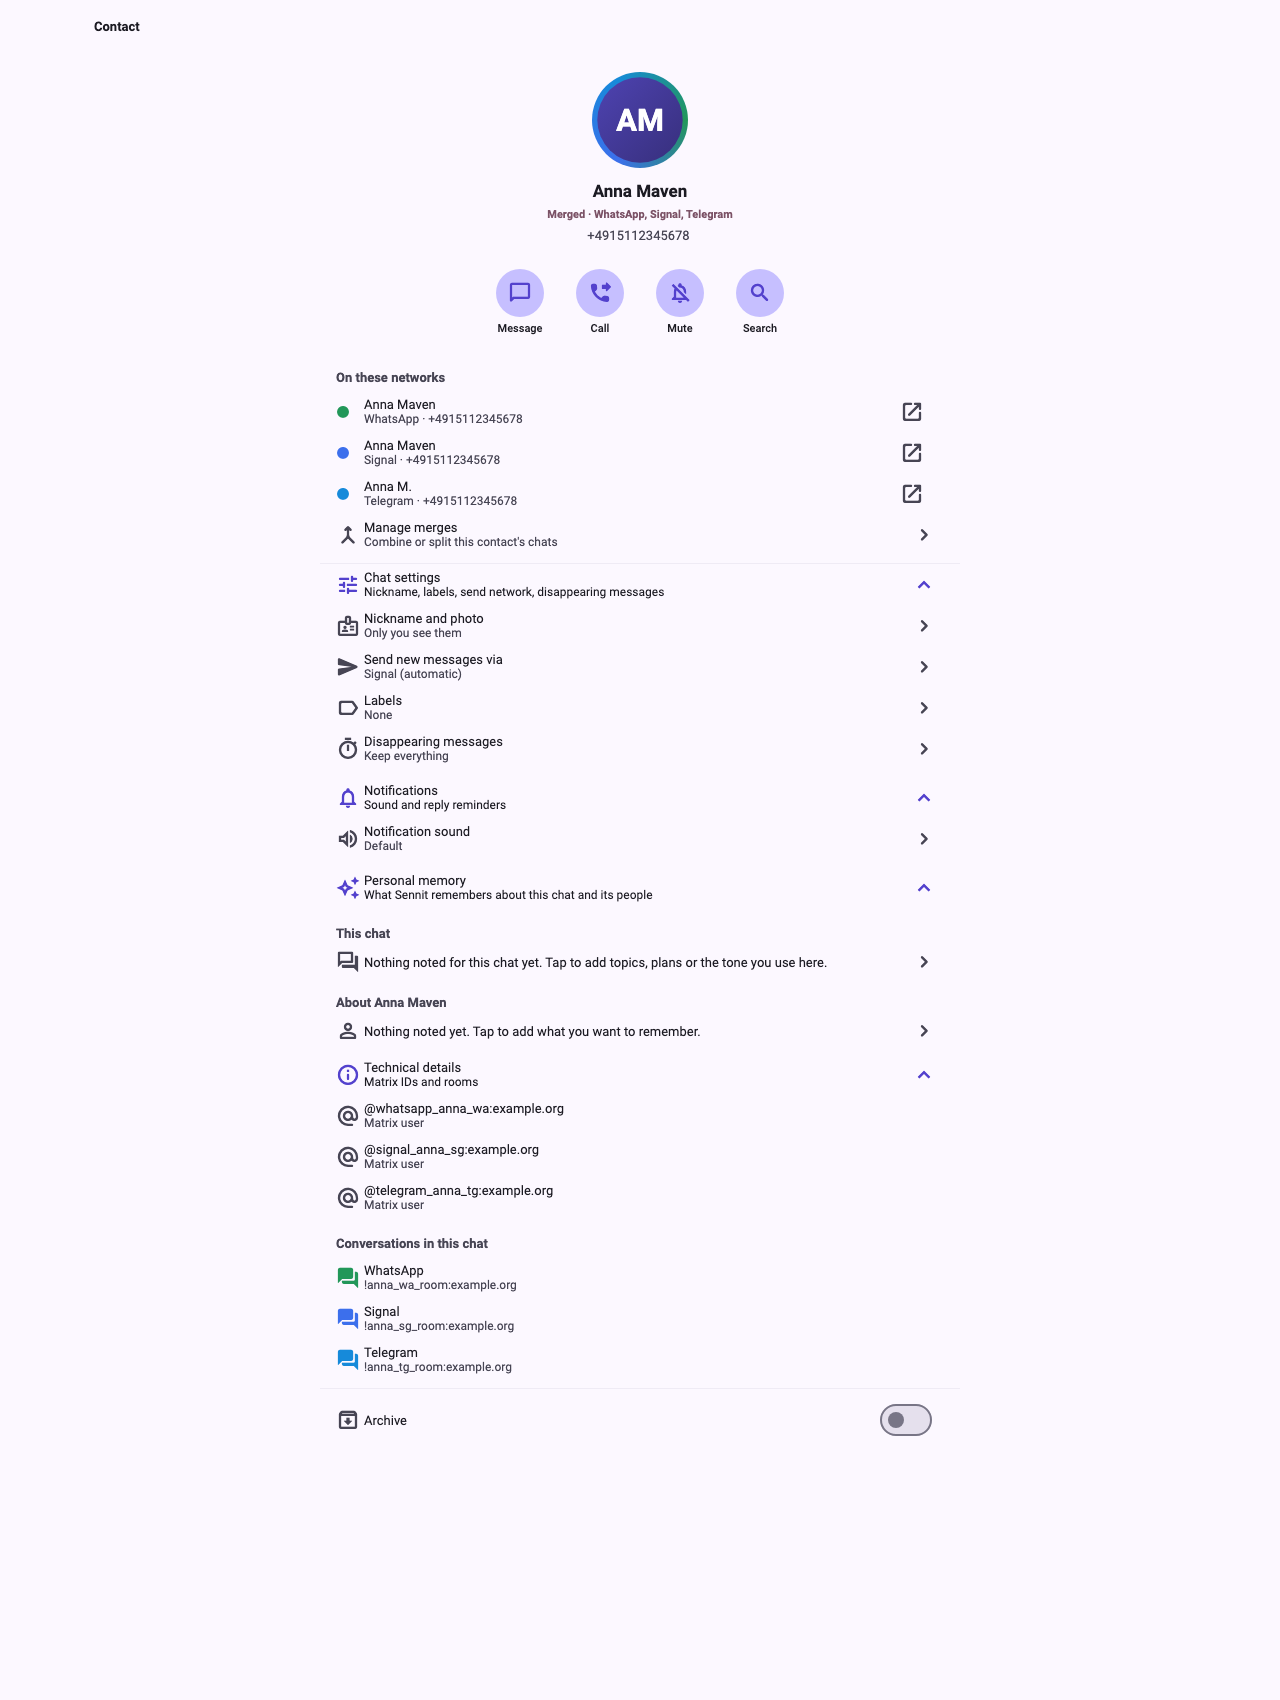 Contact
AM
Anna Maven
Merged · WhatsApp, Signal, Telegram
+4915112345678
Message
Call
Mute
Search
On these networks
Anna Maven
WhatsApp · +4915112345678
Anna Maven
Signal · +4915112345678
Anna M.
Telegram · +4915112345678
Manage merges
Combine or split this contact's chats
Chat settings
Nickname, labels, send network, disappearing messages
Nickname and photo
Only you see them
Send new messages via
Signal (automatic)
Labels
None
Disappearing messages
Keep everything
Notifications
Sound and reply reminders
Notification sound
Default
Personal memory
What Sennit remembers about this chat and its people
This chat
Nothing noted for this chat yet. Tap to add topics, plans or the tone you use here.
About Anna Maven
Nothing noted yet. Tap to add what you want to remember.
Technical details
Matrix IDs and rooms
@whatsapp_anna_wa:example.org
Matrix user
@signal_anna_sg:example.org
Matrix user
@telegram_anna_tg:example.org
Matrix user
Conversations in this chat
WhatsApp
!anna_wa_room:example.org
Signal
!anna_sg_room:example.org
Telegram
!anna_tg_room:example.org
Archive